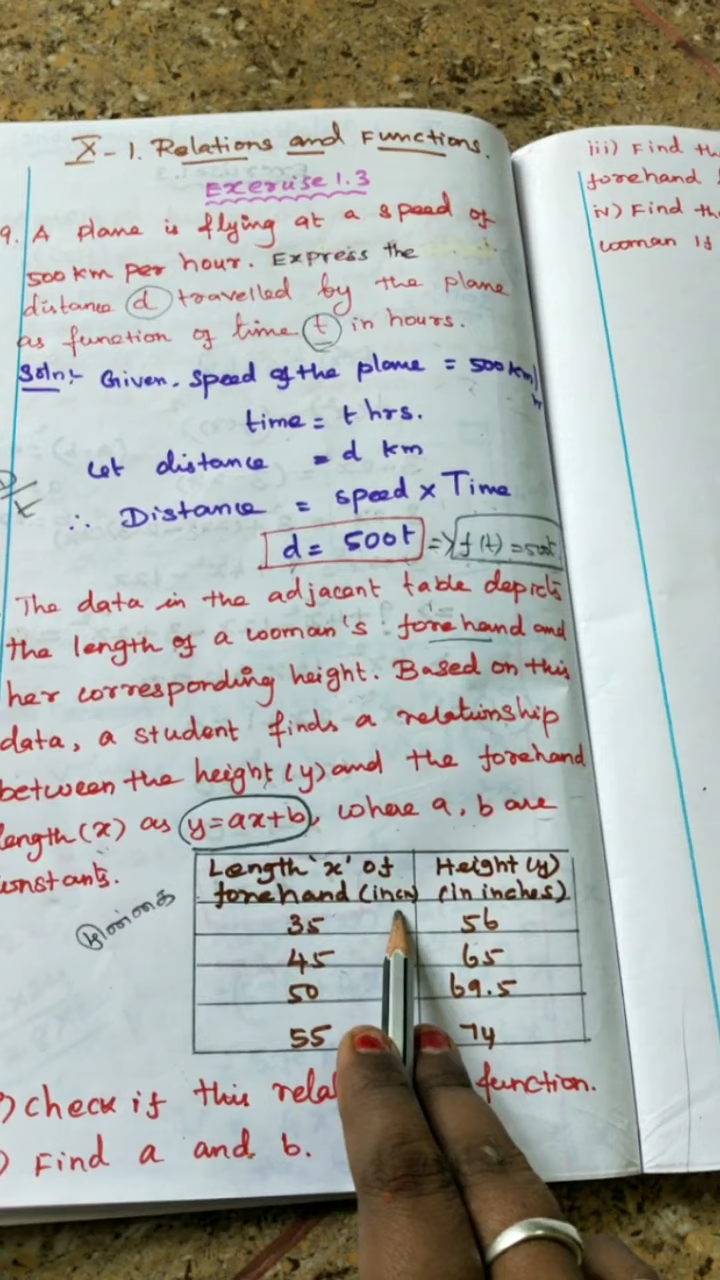 X-1. Relations and Functions.
Exercise 1.3
9. A plane is flying at a speed of
500 km per hour. Express the
distance d travelled by the plane
as function of time t in hours.
Soln:- Given, Speed of the plane = 500 km/
hr
time = t hrs.
Let distance = d km
∴ Distance = speed × Time
d = 500t => f(t) = 500t
The data in the adjacent table depicts
the length of a woman's forehand and
her corresponding height. Based on this
data, a student finds a relationship
between the height (y) and the forehand
length (x) as y=ax+b, where a, b are
constants.
Length 'x' of forehand (in cm) Height (y) (in inches)
35 56
45 65
50 69.5
55 74
) check if this rela function.
) Find a and b.
iii) Find th
forehand
iv) Find th
woman is